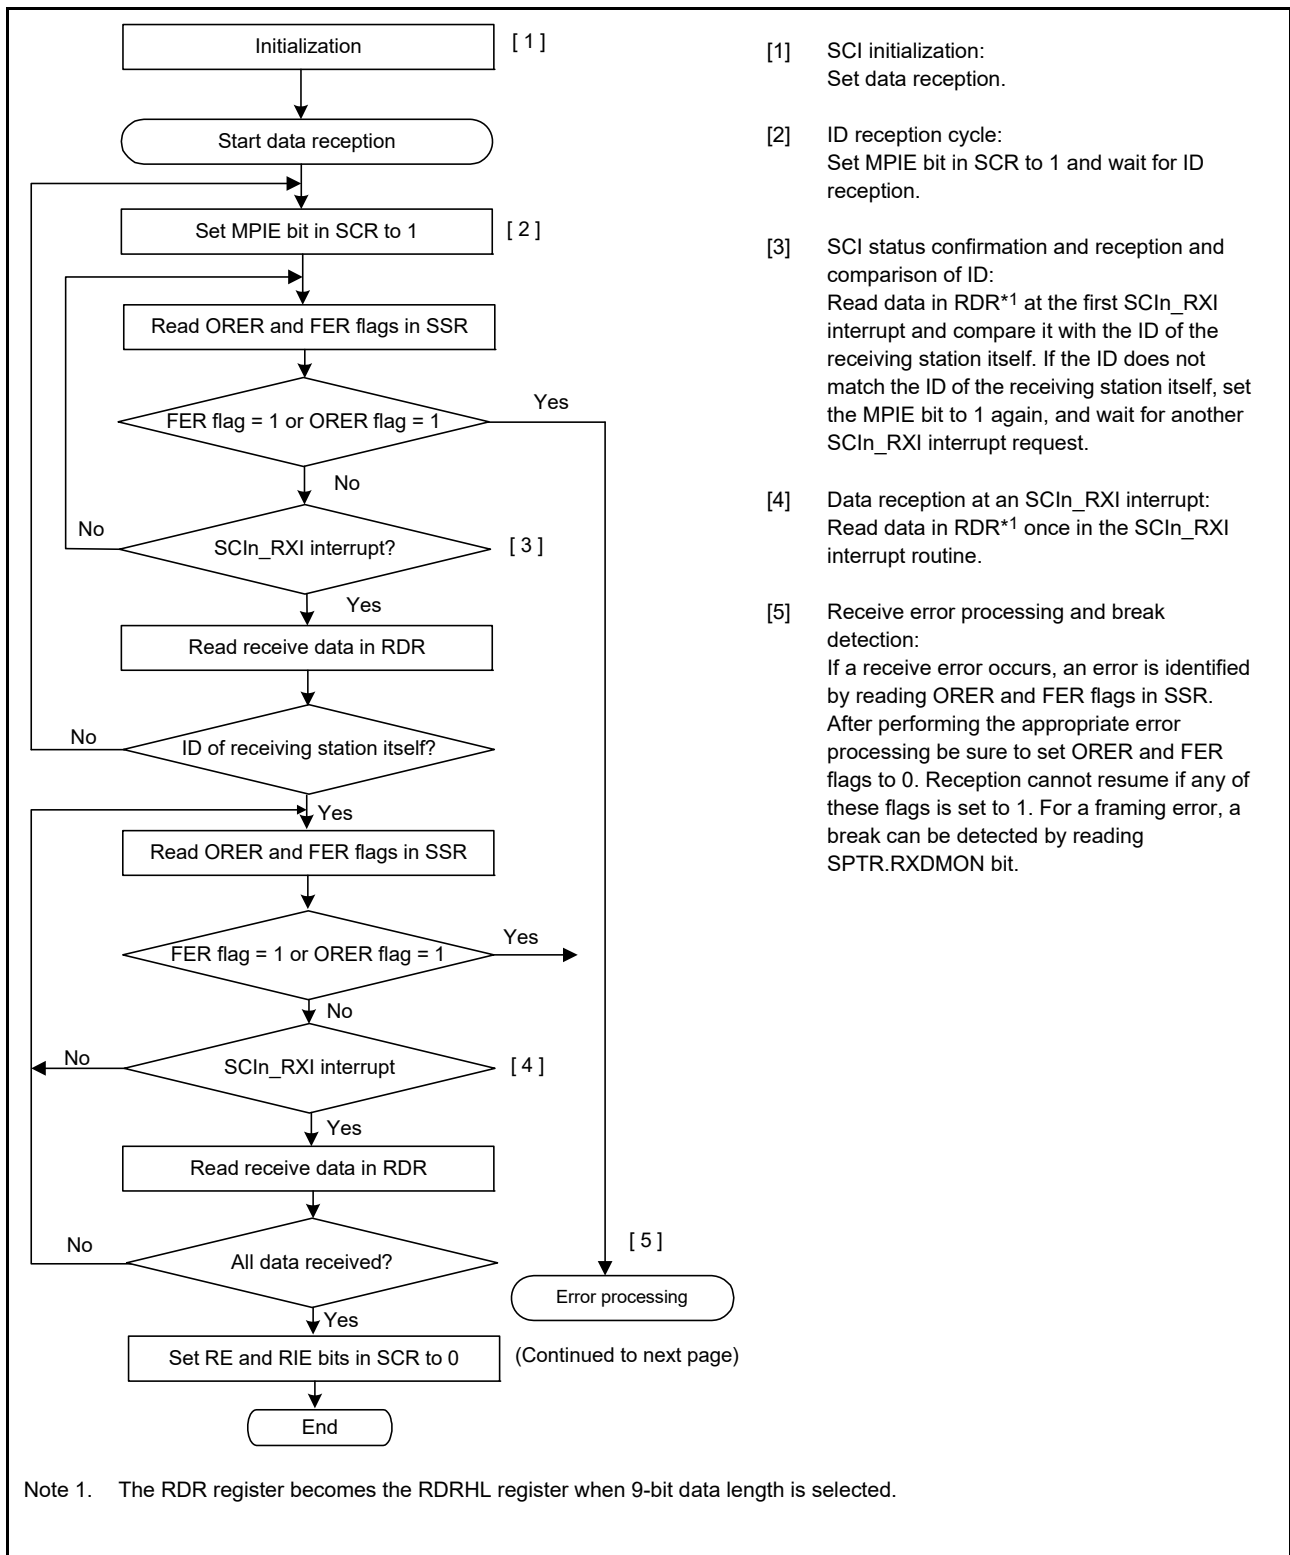 Initialization
[ 1 ]
Start data reception
Set MPIE bit in SCR to 1
[ 2 ]
Read ORER and FER flags in SSR
FER flag = 1 or ORER flag = 1
Yes
No
No
SCIn_RXI interrupt?
[ 3 ]
Yes
Read receive data in RDR
No
ID of receiving station itself?
Yes
Read ORER and FER flags in SSR
FER flag = 1 or ORER flag = 1
Yes
No
No
SCIn_RXI interrupt
[ 4 ]
Yes
Read receive data in RDR
No
All data received?
[ 5 ]
Error processing
Yes
Set RE and RIE bits in SCR to 0
(Continued to next page)
End
[1] SCI initialization:
Set data reception.
[2] ID reception cycle:
Set MPIE bit in SCR to 1 and wait for ID
reception.
[3] SCI status confirmation and reception and
comparison of ID:
Read data in RDR*1 at the first SCIn_RXI
interrupt and compare it with the ID of the
receiving station itself. If the ID does not
match the ID of the receiving station itself, set
the MPIE bit to 1 again, and wait for another
SCIn_RXI interrupt request.
[4] Data reception at an SCIn_RXI interrupt:
Read data in RDR*1 once in the SCIn_RXI
interrupt routine.
[5] Receive error processing and break
detection:
If a receive error occurs, an error is identified
by reading ORER and FER flags in SSR.
After performing the appropriate error
processing be sure to set ORER and FER
flags to 0. Reception cannot resume if any of
these flags is set to 1. For a framing error, a
break can be detected by reading
SPTR.RXDMON bit.
Note 1. The RDR register becomes the RDRHL register when 9-bit data length is selected.